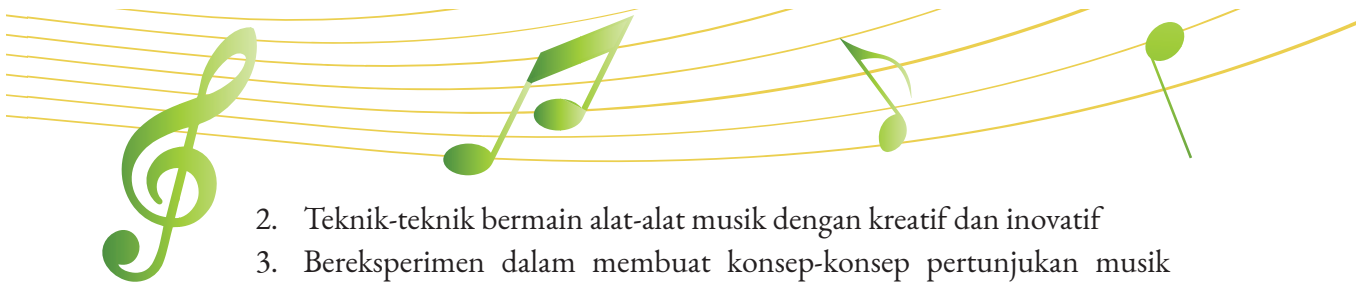 2. Teknik-teknik bermain alat-alat musik dengan kreatif dan inovatif
3. Bereksperimen dalam membuat konsep-konsep pertunjukan musik